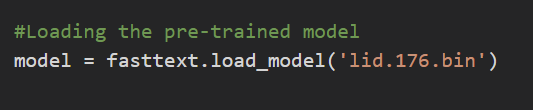 #Loading the pre-trained model
model = fasttext.load_model('lid.176.bin')